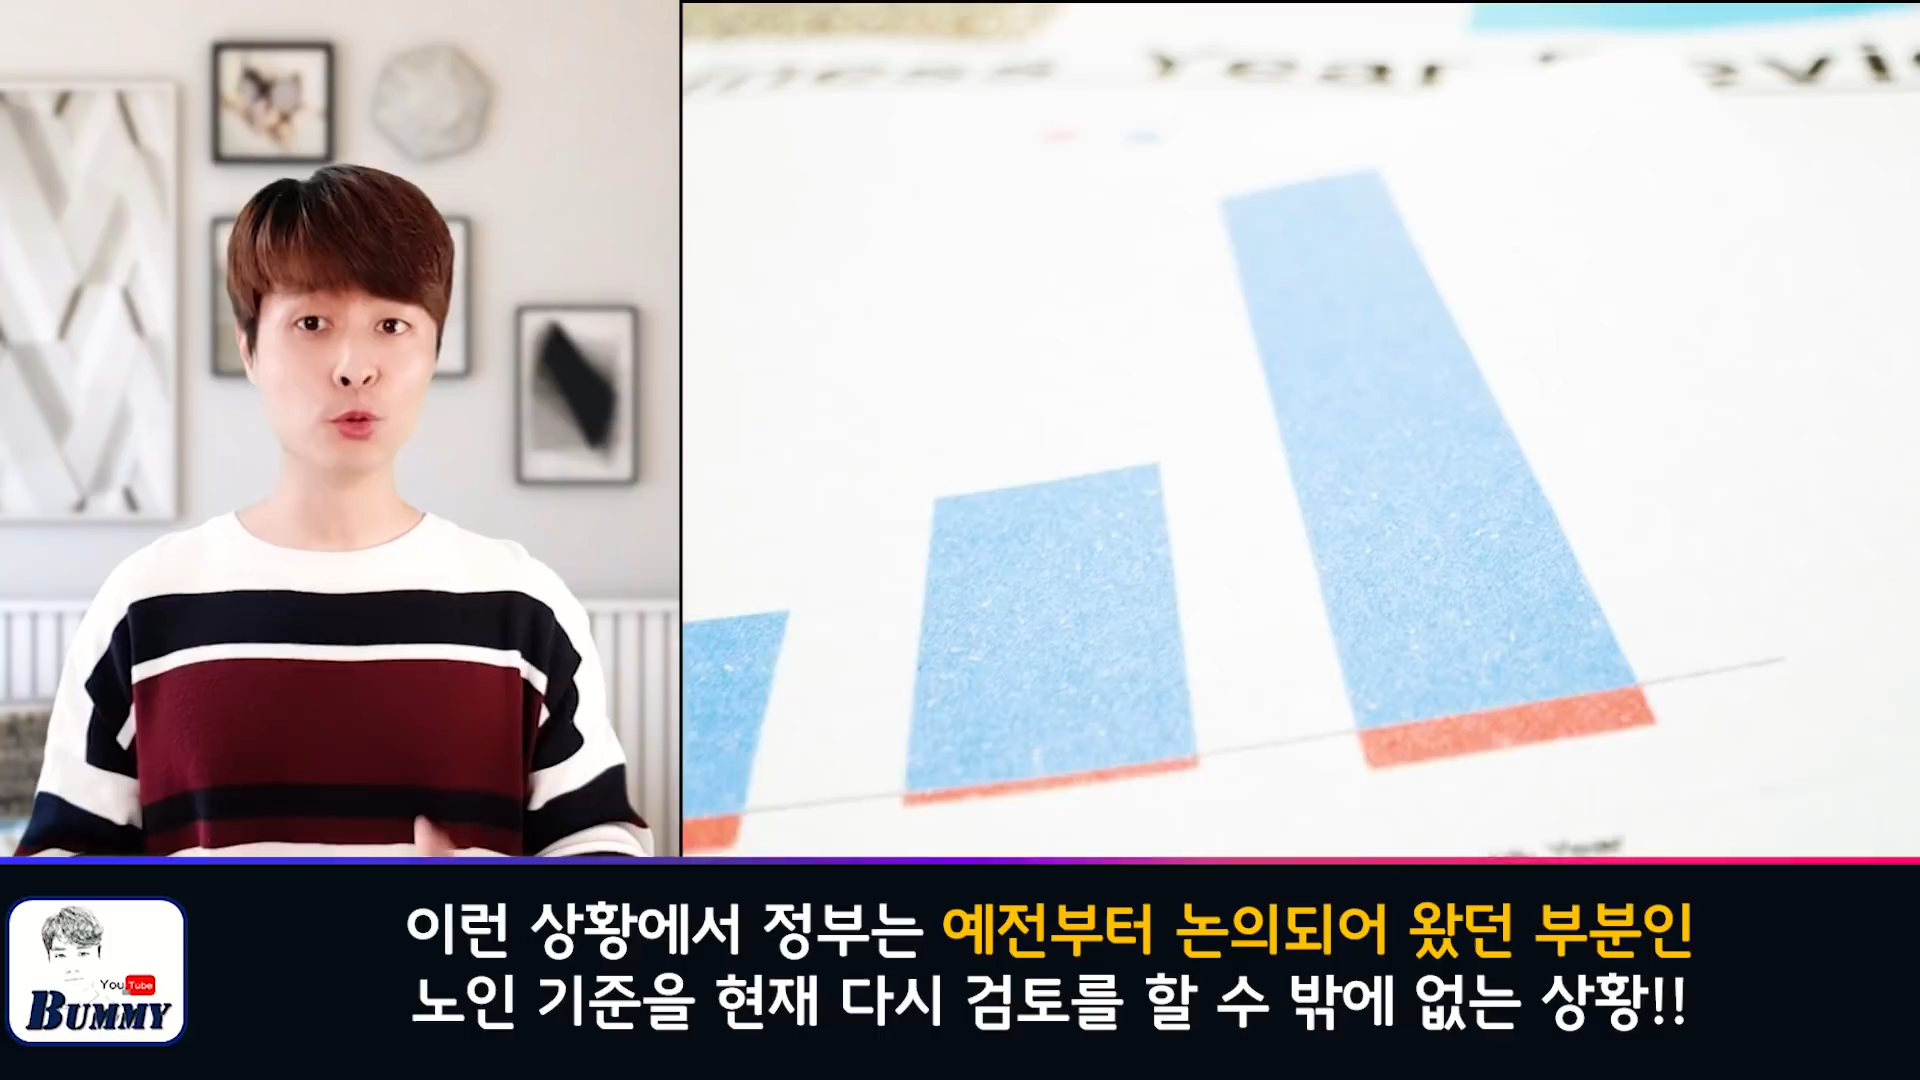 Year
이런 상황에서 정부는 예전부터 논의되어 왔던 부분인
노인 기준을 현재 다시 검토를 할 수 밖에 없는 상황!!
YouTube
BUMMY